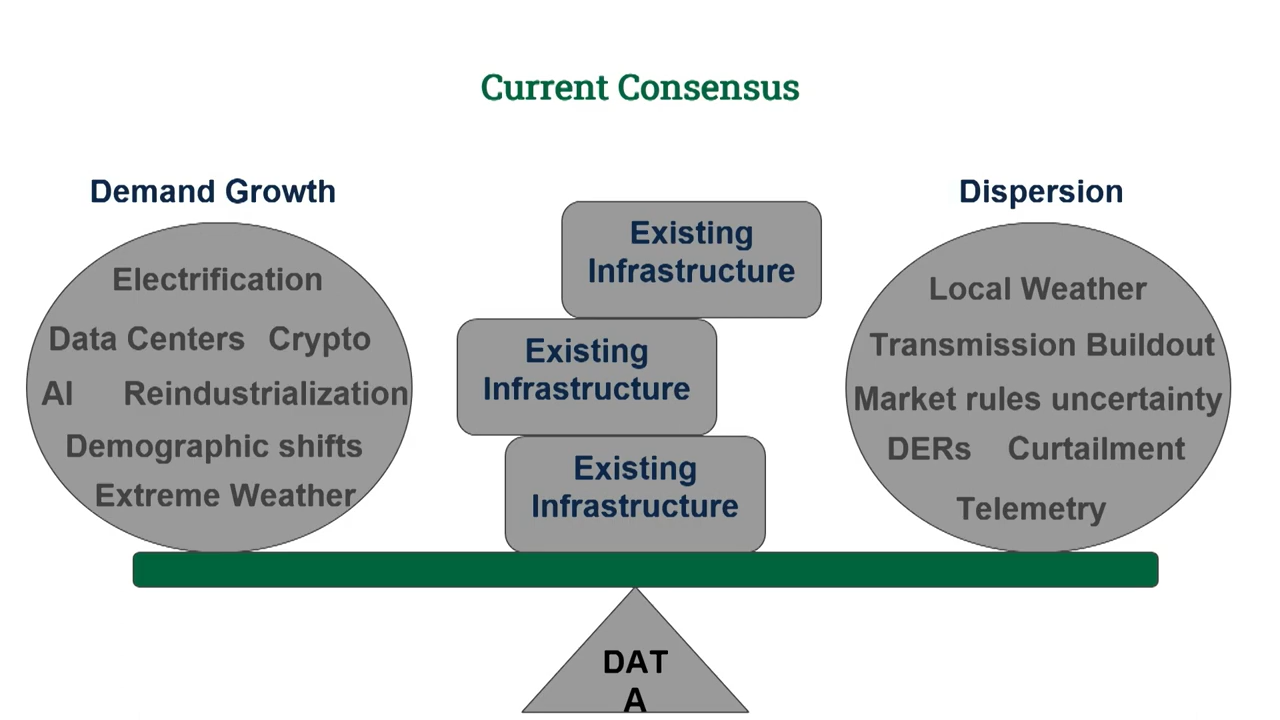 Current Consensus
Demand Growth
Electrification
Data Centers Crypto
AI Reindustrialization
Demographic shifts
Extreme Weather
Existing
Infrastructure
Existing
Infrastructure
Existing
Infrastructure
Dispersion
Local Weather
Transmission Buildout
Market rules uncertainty
DERs Curtailment
Telemetry
DAT
A